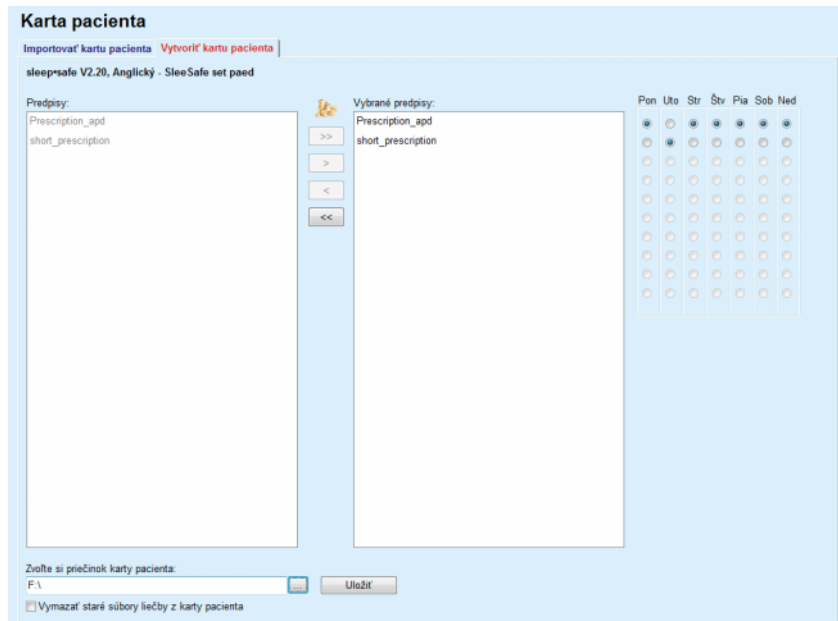 Karta pacienta
Importovať kartu pacienta Vytvoriť kartu pacienta
sleep•safe V2.20, Anglický - SleeSafe set paed
Predpisy:
Prescription_apd
short_prescription
>>
>
<
<<
Vybrané predpisy:
Prescription_apd
short_prescription
Pon Uto Str Štv Pia Sob Ned
Zvoľte si priečinok karty pacienta:
F:\
...
Uložiť
Vymazať staré súbory liečby z karty pacienta